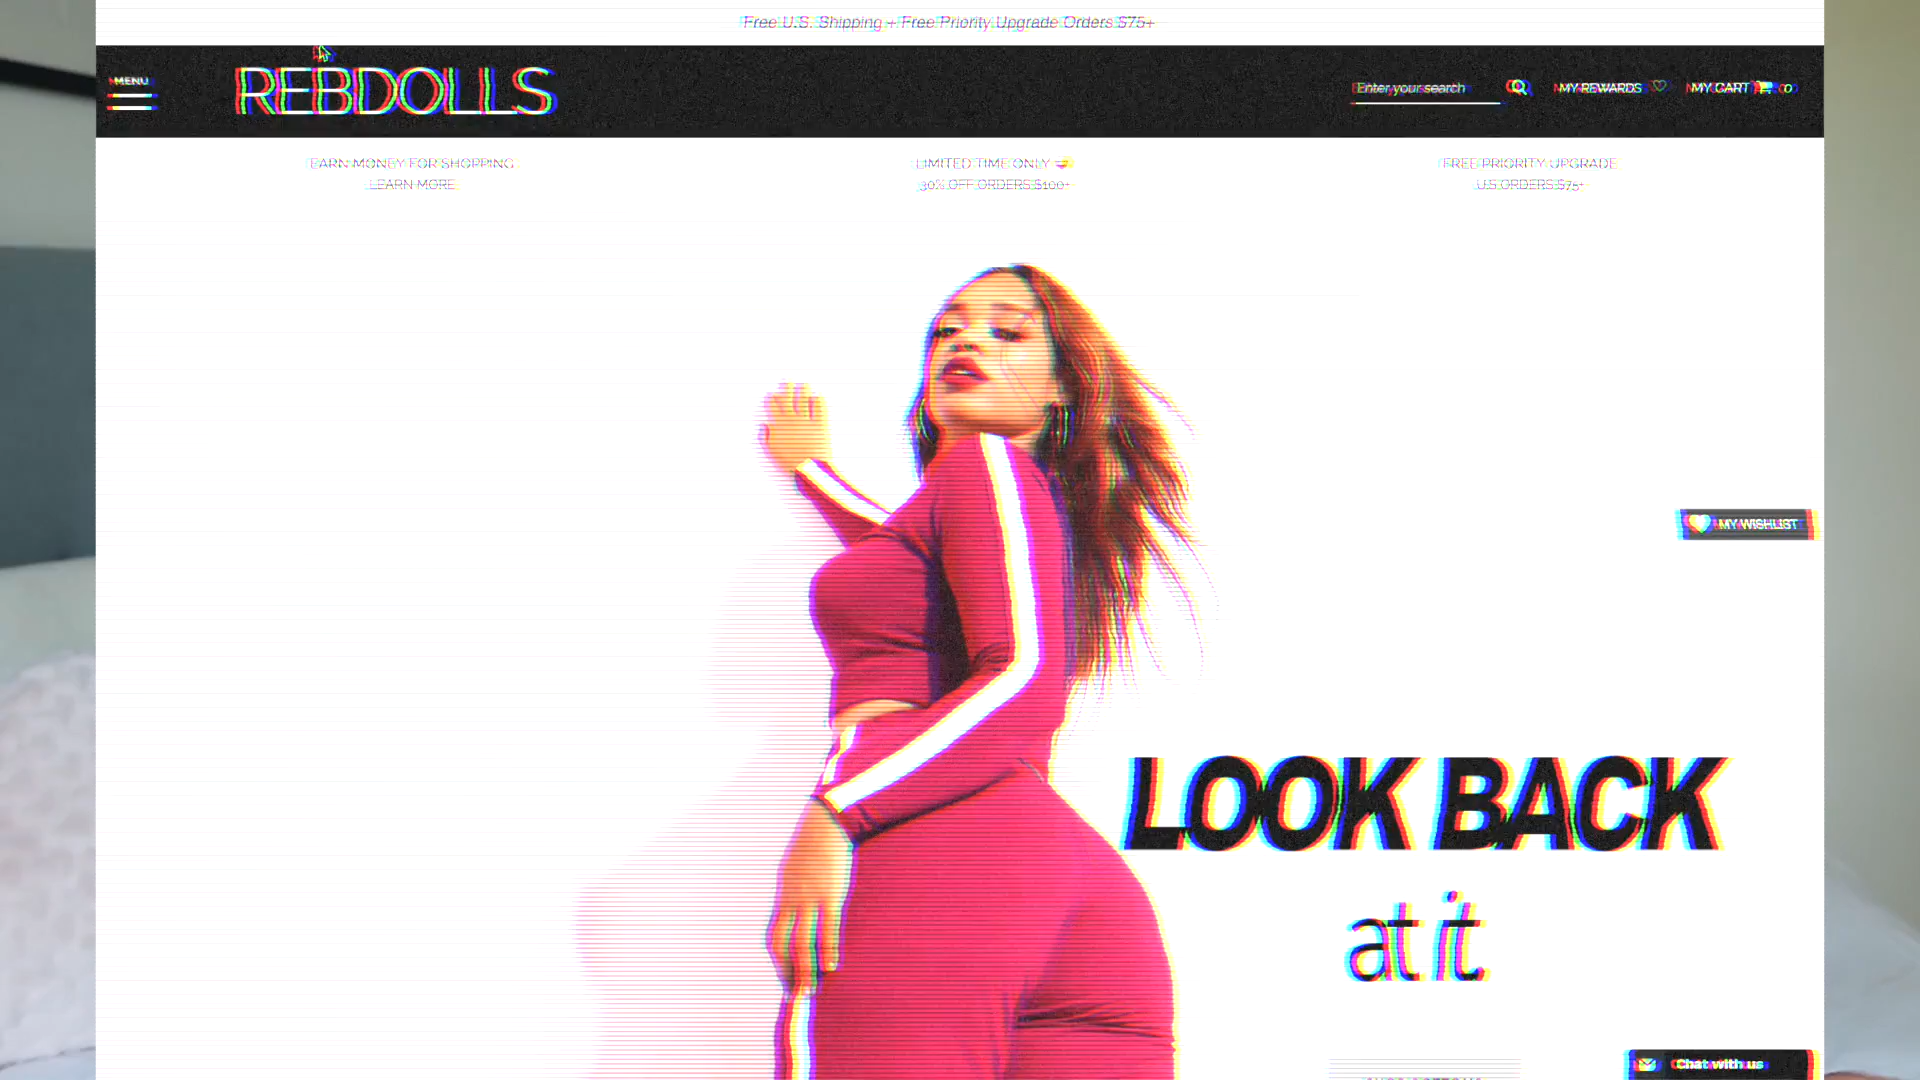 Free U.S. Shipping + Free Priority Upgrade Orders $75+
MENU
REBDOLLS
Enter your search
MY REWARDS
MY CART 0
EARN MONEY FOR SHOPPING
LEARN MORE
LIMITED TIME ONLY
30% OFF ORDERS $100+
FREE PRIORITY UPGRADE
U.S ORDERS $75+
MY WISHLIST
LOOK BACK
at it.
Chat with us